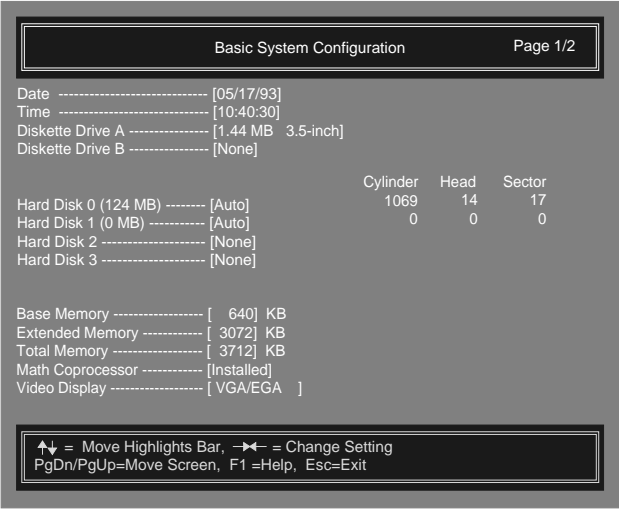 Basic System Configuration Page 1/2
Date ----------------------------- [05/17/93]
Time ----------------------------- [10:40:30]
Diskette Drive A --------------- [1.44 MB 3.5-inch]
Diskette Drive B --------------- [None]
Cylinder Head Sector
Hard Disk 0 (124 MB) -------- [Auto] 1069 14 17
Hard Disk 1 (0 MB) ----------- [Auto] 0 0 0
Hard Disk 2 -------------------- [None]
Hard Disk 3 -------------------- [None]
Base Memory ------------------ [ 640] KB
Extended Memory ------------ [ 3072] KB
Total Memory ------------------ [ 3712] KB
Math Coprocessor ------------ [Installed]
Video Display ------------------- [ VGA/EGA ]
↑↓ = Move Highlights Bar, →← = Change Setting
PgDn/PgUp=Move Screen, F1 =Help, Esc=Exit